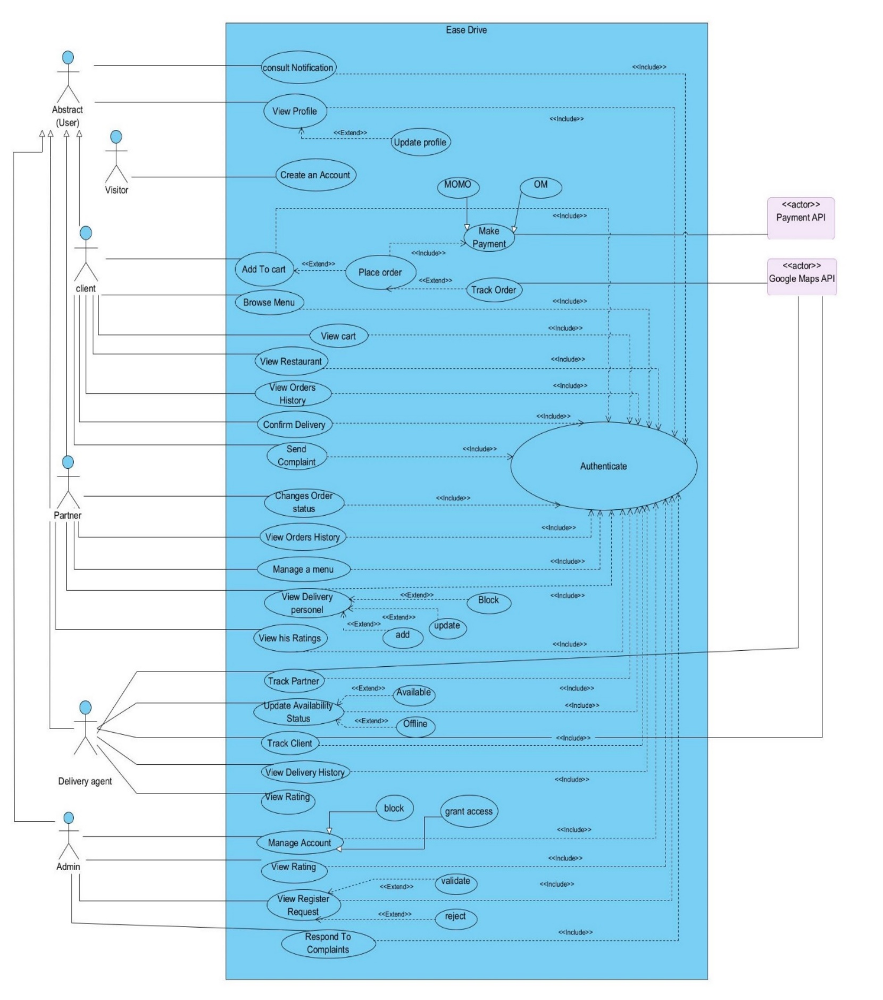 Ease Drive
consult Notification
<<Include>>
Abstract
(User)
View Profile
<<Include>>
<<Extend>>
Update profile
Visitor
Create an Account
MOMO
OM
<<actor>>
Payment API
<<Include>>
Make
Payment
<<Include>>
<<actor>>
Google Maps API
Add To cart
<<Extend>>
Place order
<<Extend>>
Track Order
client
Browse Menu
<<Include>>
View cart
<<Include>>
View Restaurant
<<Include>>
View Orders
History
<<Include>>
Confirm Delivery
<<Include>>
Send
Complaint
<<Include>>
Authenticate
Changes Order
status
<<Include>>
Partner
View Orders History
<<Include>>
Manage a menu
<<Include>>
View Delivery
personel
<<Extend>>
Block
<<Include>>
<<Extend>>
<<Extend>>
update
add
View his Ratings
<<Include>>
Track Partner
<<Extend>>
Available
<<Include>>
Update Availability
Status
<<Include>>
<<Extend>>
Offline
Track Client
<<Include>>
View Delivery History
<<Include>>
Delivery agent
View Rating
block
grant access
Manage Account
<<Include>>
Admin
View Rating
<<Include>>
validate
<<Extend>>
<<Include>>
View Register
Request
<<Extend>>
reject
Respond To
Complaints
<<Include>>